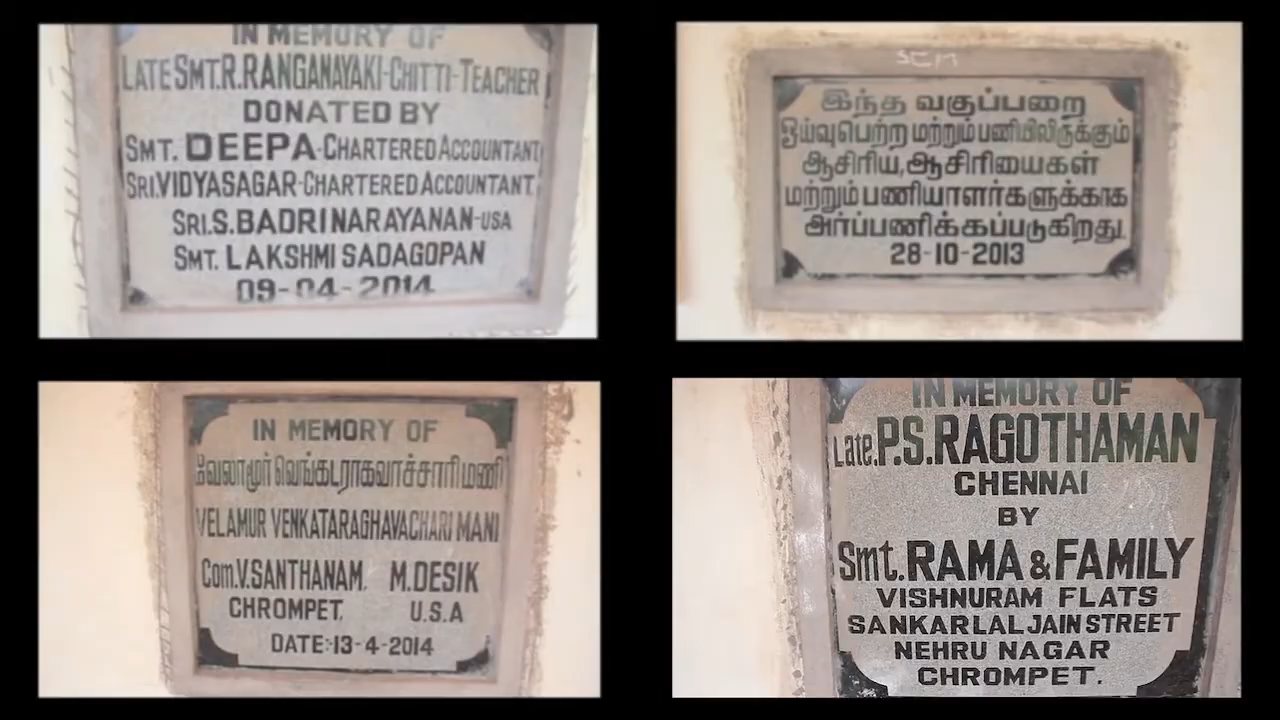 IN MEMORY OF
LATE SMT.R.RANGANAYAKI-CHITTI-TEACHER
DONATED BY
SMT. DEEPA-CHARTERED ACCOUNTANT
SRI.VIDYASAGAR-CHARTERED ACCOUNTANT
SRI.S.BADRINARAYANAN-USA
SMT. LAKSHMI SADAGOPAN
09-04-2014
இந்த வகுப்பறை
ஓய்வுபெற்ற மற்றும் பணியிலிருக்கும்
ஆசிரிய,ஆசிரியைகள்
மற்றும் பணியாளர்களுக்காக
அர்ப்பணிக்கப்படுகிறது.
28-10-2013
IN MEMORY OF
வேலாமூர் வெங்கடராகவாச்சாரி மணி
VELAMUR VENKATARAGHAVACHARI MANI
Com.V.SANTHANAM. M.DESIK
CHROMPET. U.S.A
DATE:-13-4-2014
IN MEMORY OF
Late.P.S.RAGOTHAMAN
CHENNAI
BY
Smt.RAMA & FAMILY
VISHNURAM FLATS
SANKARLAL JAIN STREET
NEHRU NAGAR
CHROMPET.